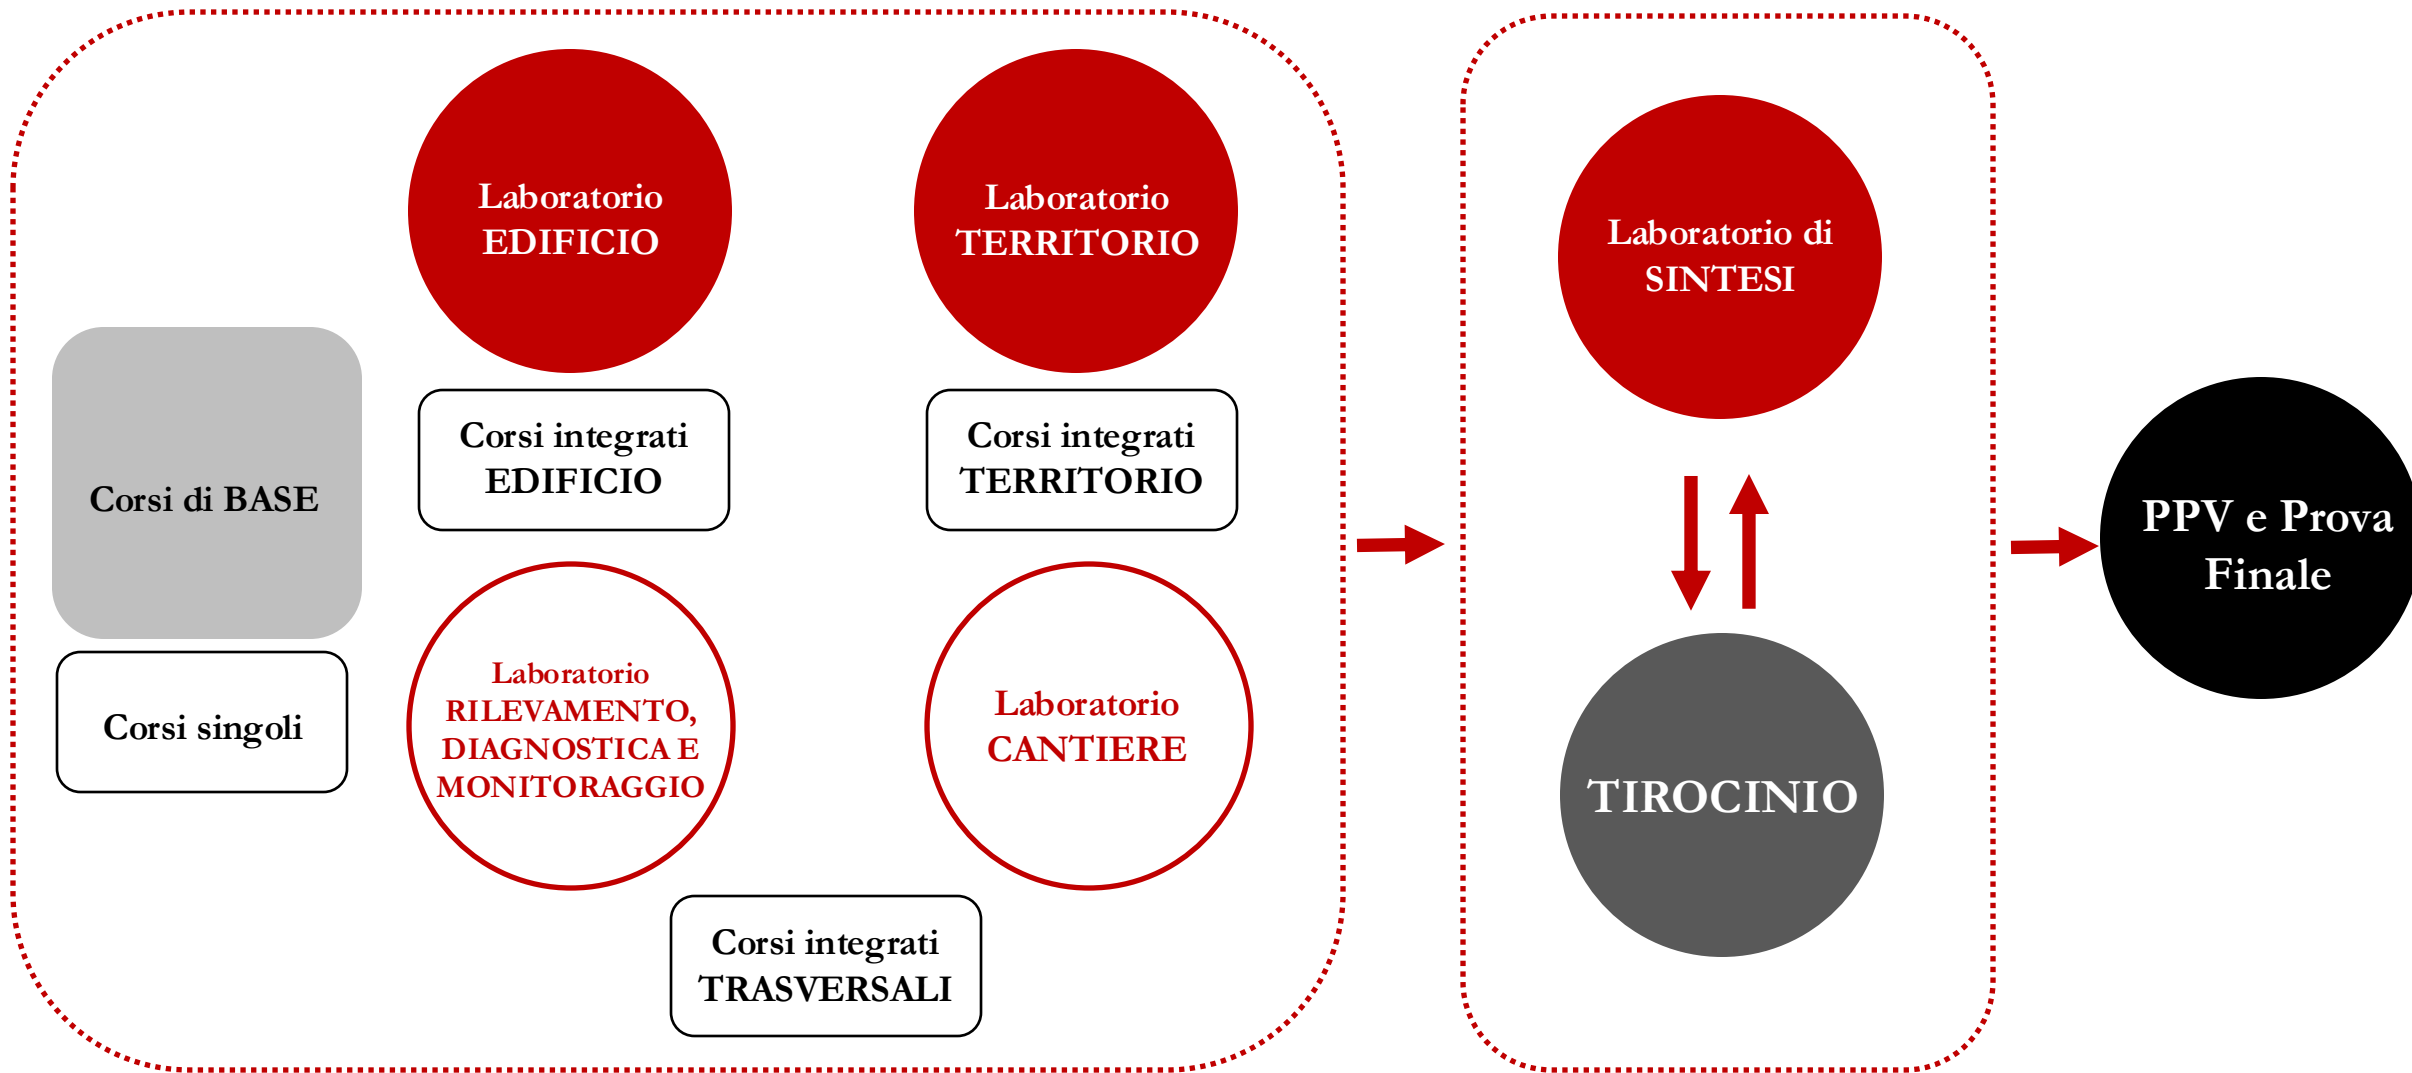 Laboratorio
EDIFICIO
Laboratorio
TERRITORIO
Corsi di BASE
Corsi integrati
EDIFICIO
Corsi integrati
TERRITORIO
Corsi singoli
Laboratorio
RILEVAMENTO,
DIAGNOSTICA E
MONITORAGGIO
Laboratorio
CANTIERE
Corsi integrati
TRASVERSALI
Laboratorio di
SINTESI
TIROCINIO
PPV e Prova
Finale